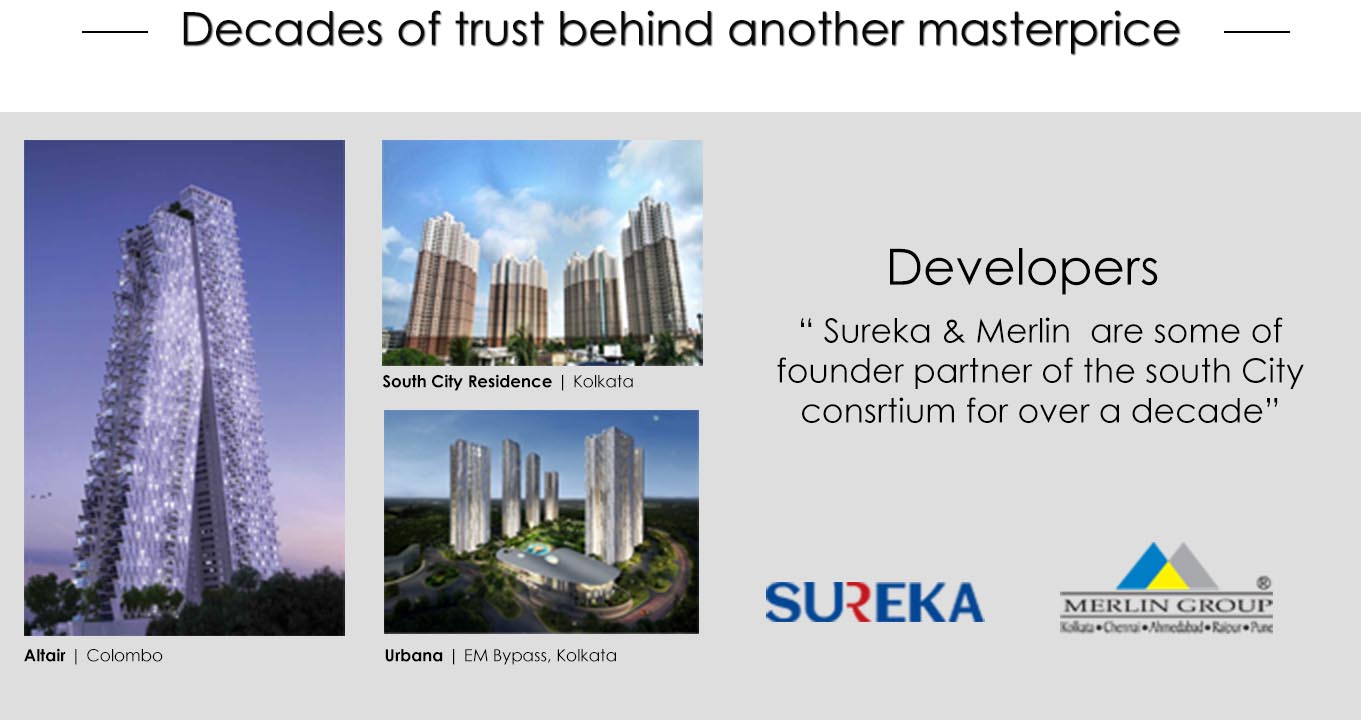 Decades of trust behind another masterprice
South City Residence | Kolkata
Altair | Colombo
Urbana | EM Bypass, Kolkata
Developers
“ Sureka & Merlin are some of
founder partner of the south City
consrtium for over a decade”
SUREKA
MERLIN GROUP®
Kolkata•Chennai•Ahmedabad•Raipur•Pune